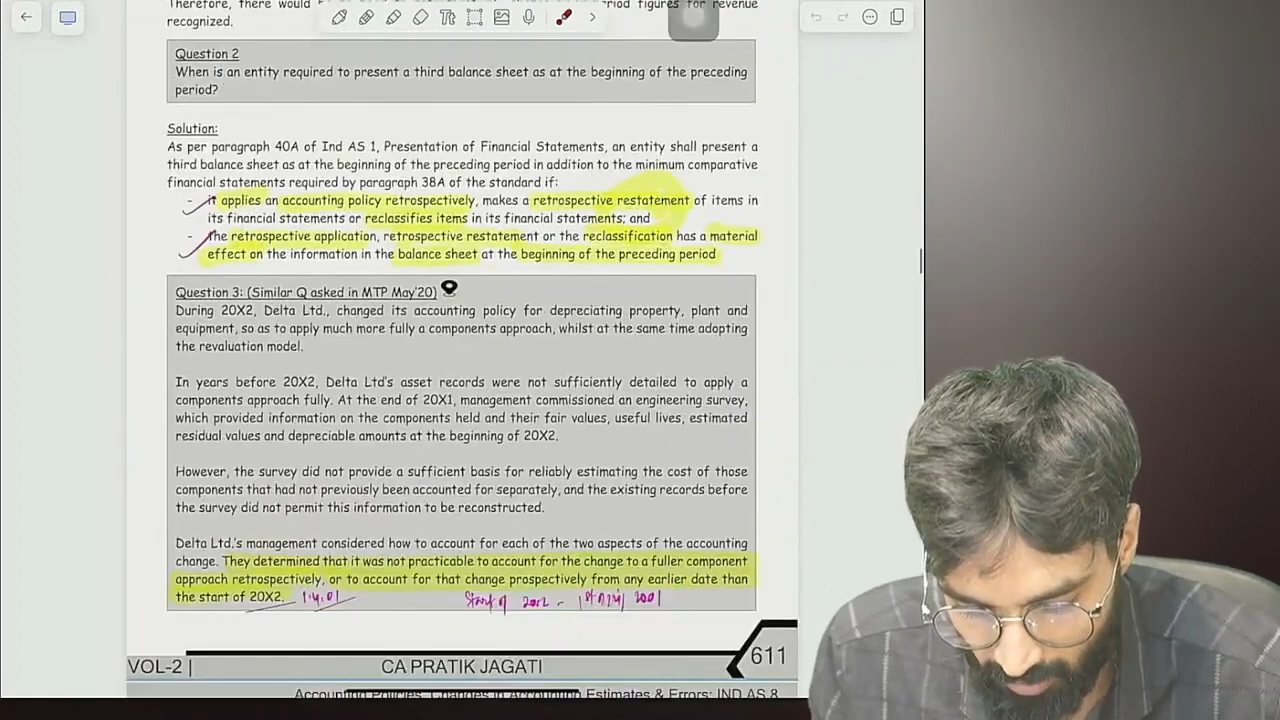 Therefore, there would
period figures for revenue
recognized.
Question 2
When is an entity required to present a third balance sheet as at the beginning of the preceding
period?
Solution:
As per paragraph 40A of Ind AS 1, Presentation of Financial Statements, an entity shall present a
third balance sheet as at the beginning of the preceding period in addition to the minimum comparative
financial statements required by paragraph 38A of the standard if:
- it applies an accounting policy retrospectively, makes a retrospective restatement of items in
its financial statements or reclassifies items in its financial statements; and
- the retrospective application, retrospective restatement or the reclassification has a material
effect on the information in the balance sheet at the beginning of the preceding period
Question 3: (Similar Q asked in MTP May'20)
During 20X2, Delta Ltd., changed its accounting policy for depreciating property, plant and
equipment, so as to apply much more fully a components approach, whilst at the same time adopting
the revaluation model.
In years before 20X2, Delta Ltd's asset records were not sufficiently detailed to apply a
components approach fully. At the end of 20X1, management commissioned an engineering survey,
which provided information on the components held and their fair values, useful lives, estimated
residual values and depreciable amounts at the beginning of 20X2.
However, the survey did not provide a sufficient basis for reliably estimating the cost of those
components that had not previously been accounted for separately, and the existing records before
the survey did not permit this information to be reconstructed.
Delta Ltd.'s management considered how to account for each of the two aspects of the accounting
change. They determined that it was not practicable to account for the change to a fuller component
approach retrospectively, or to account for that change prospectively from any earlier date than
the start of 20X2. 1.4.01 Start of 2002 - 1st April 2001
VOL-2 | CA PRATIK JAGATI 611
Accounting Policies, Changes in Accounting Estimates & Errors: IND AS 8